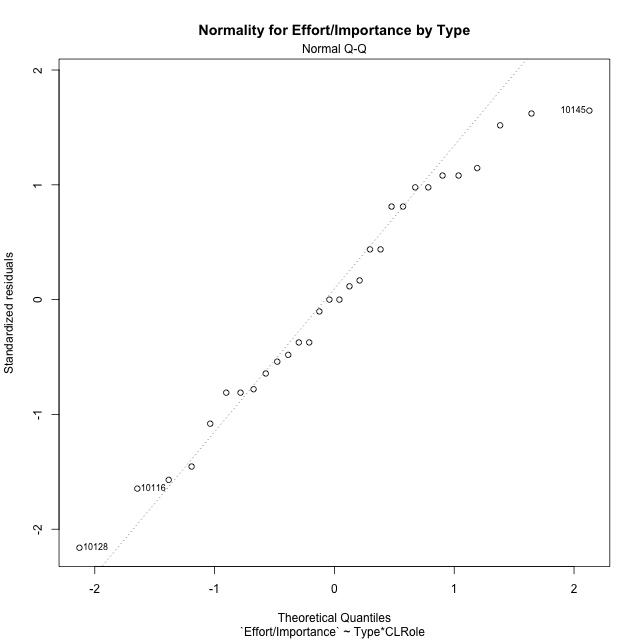 Normality for Effort/Importance by Type
Normal Q-Q
2
1
0
-1
-2
Standardized residuals
10145
10116
10128
-2 -1 0 1 2
Theoretical Quantiles
`Effort/Importance` ~ Type*CLRole